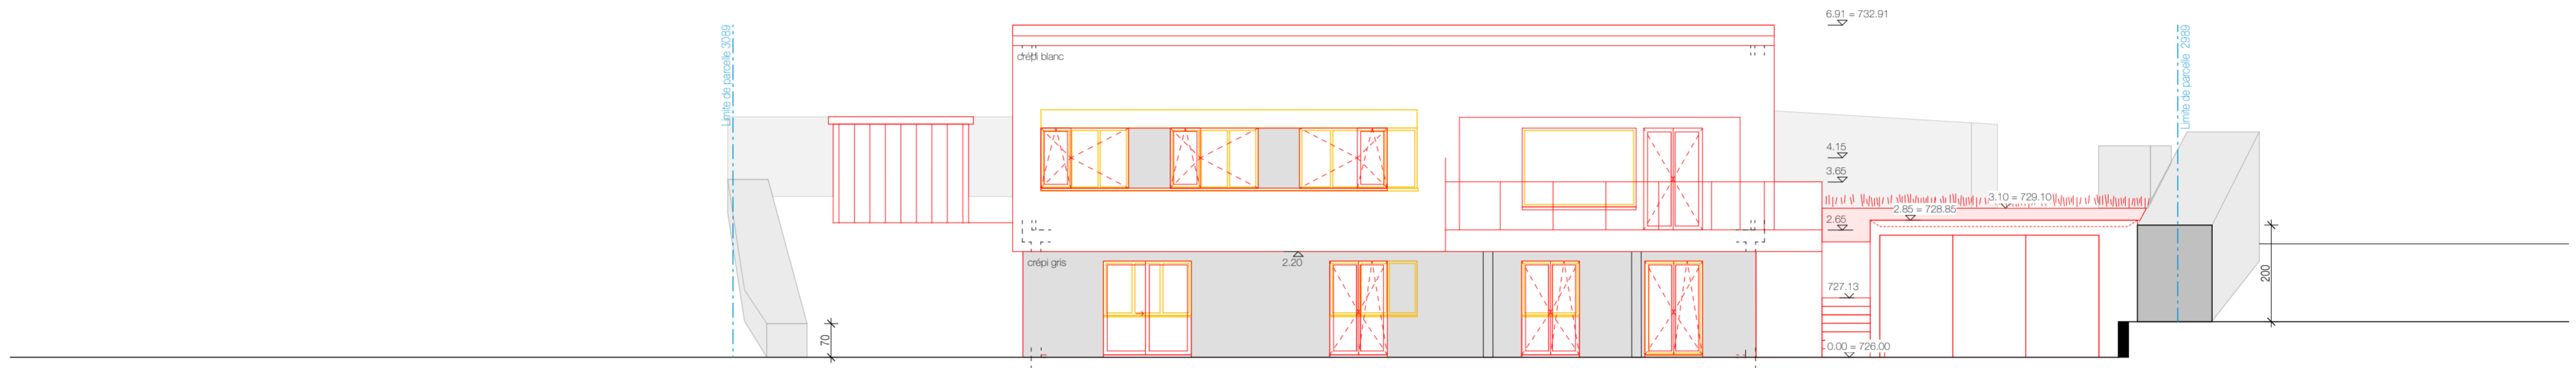 Limite de parcelle 3089
70
crépi blanc
crépi gris
2.20
6.91 = 732.91
4.15
3.65
2.65
727.13
0.00 = 726.00
3.10 = 729.10
2.85 = 728.85
Limite de parcelle 2989
200